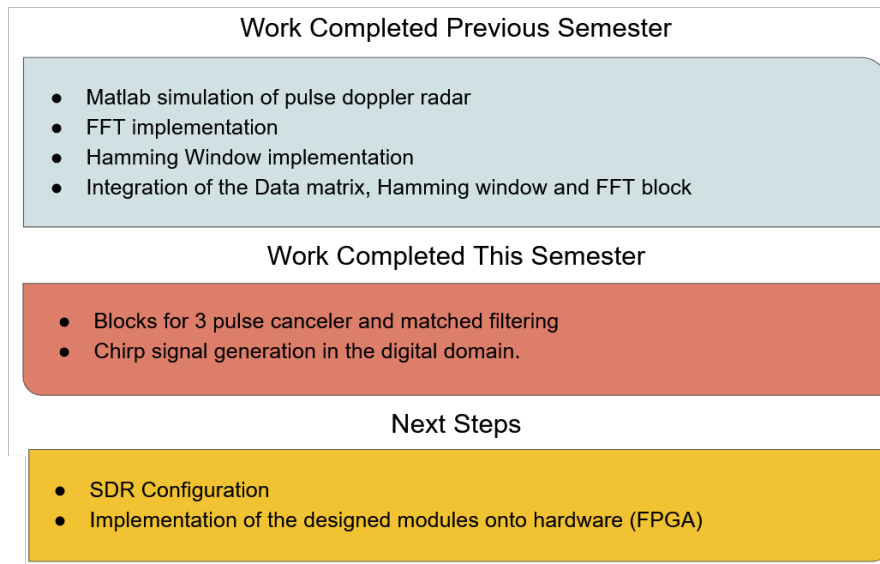 Work Completed Previous Semester
● Matlab simulation of pulse doppler radar
● FFT implementation
● Hamming Window implementation
● Integration of the Data matrix, Hamming window and FFT block
Work Completed This Semester
● Blocks for 3 pulse canceler and matched filtering
● Chirp signal generation in the digital domain.
Next Steps
● SDR Configuration
● Implementation of the designed modules onto hardware (FPGA)